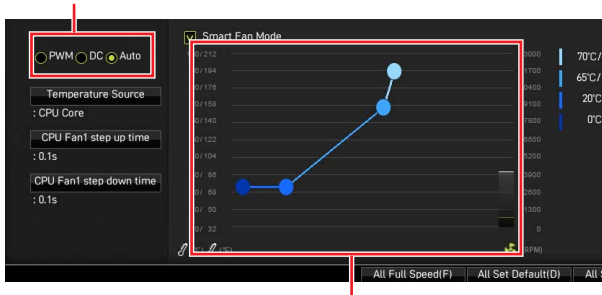 Smart Fan Mode
PWM DC Auto
Temperature Source
: CPU Core
CPU Fan1 step up time
: 0.1s
CPU Fan1 step down time
: 0.1s
0/212
0/194
0/176
0/158
0/140
0/122
0/104
0/ 88
0/ 68
0/ 50
0/ 32
(°F)
0000
1700
0400
9100
7800
6500
5200
3900
2600
1300
0
(RPM)
70°C/
65°C/
20°C
0°C
All Full Speed(F) All Set Default(D) All